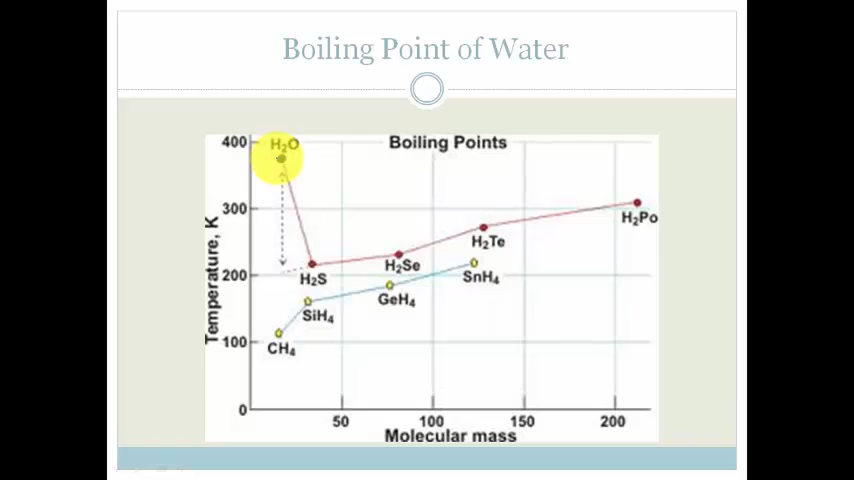 Boiling Point of Water
400
H₂O
Boiling Points
300
H₂Po
H₂Te
H₂Se
200
H₂S
SnH₄
GeH₄
SiH₄
100
CH₄
0
50
100
150
200
Temperature, K
Molecular mass